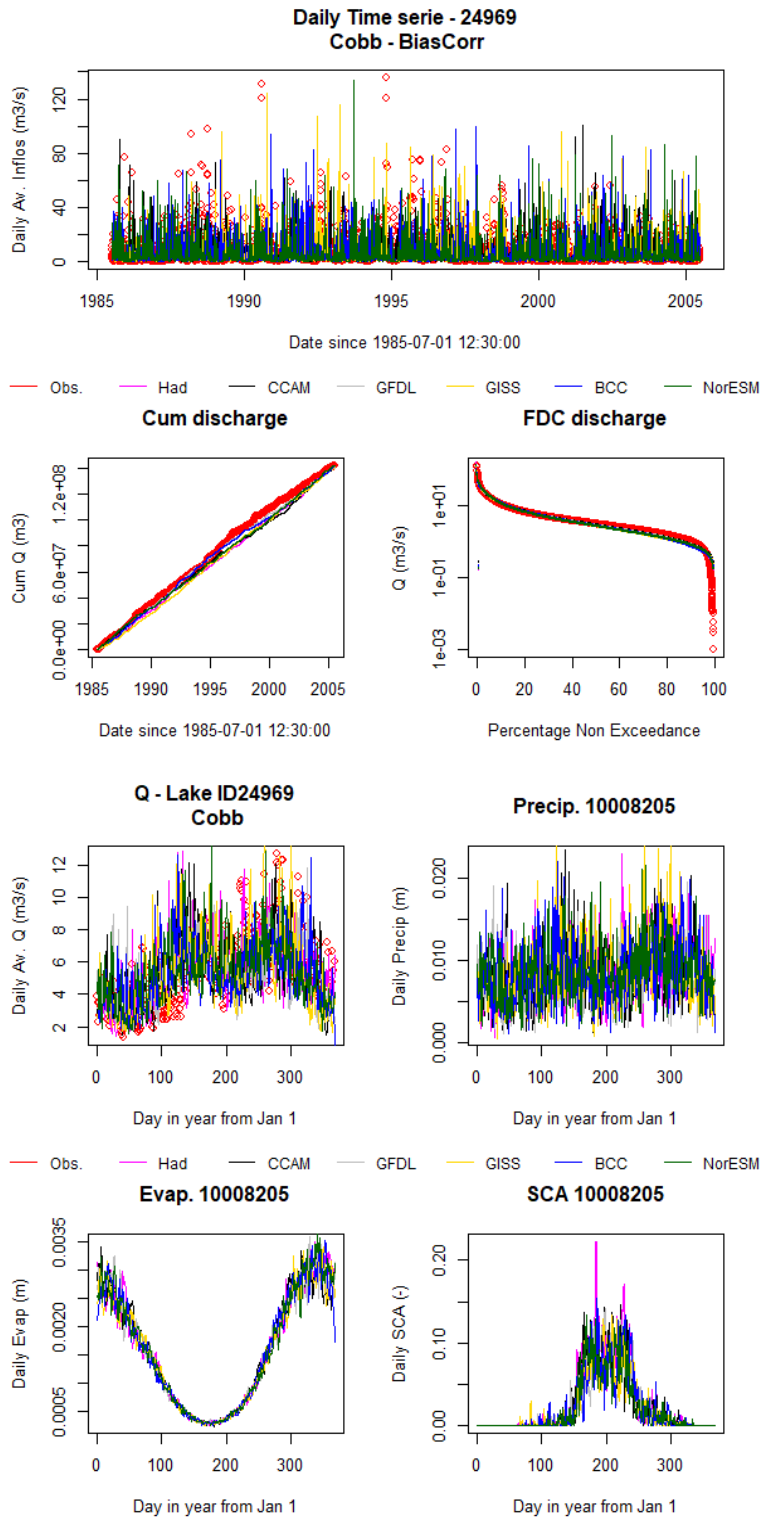 Daily Time serie - 24969
Cobb - BiasCorr
Daily Av. Inflos (m3/s)
0 40 80 120
1985 1990 1995 2000 2005
Date since 1985-07-01 12:30:00
Obs. Had CCAM GFDL GISS BCC NorESM
Cum discharge
Cum Q (m3)
0.0e+00 6.0e+07 1.2e+08
1985 1990 1995 2000 2005
Date since 1985-07-01 12:30:00
FDC discharge
Q (m3/s)
1e-03 1e-01 1e+01
0 20 40 60 80 100
Percentage Non Exceedance
Q - Lake ID24969
Cobb
Daily Av. Q (m3/s)
2 4 6 8 10 12
0 100 200 300
Day in year from Jan 1
Precip. 10008205
Daily Precip (m)
0.000 0.010 0.020
0 100 200 300
Day in year from Jan 1
Obs. Had CCAM GFDL GISS BCC NorESM
Evap. 10008205
Daily Evap (m)
0.0005 0.0020 0.0035
0 100 200 300
Day in year from Jan 1
SCA 10008205
Daily SCA (-)
0.00 0.10 0.20
0 100 200 300
Day in year from Jan 1